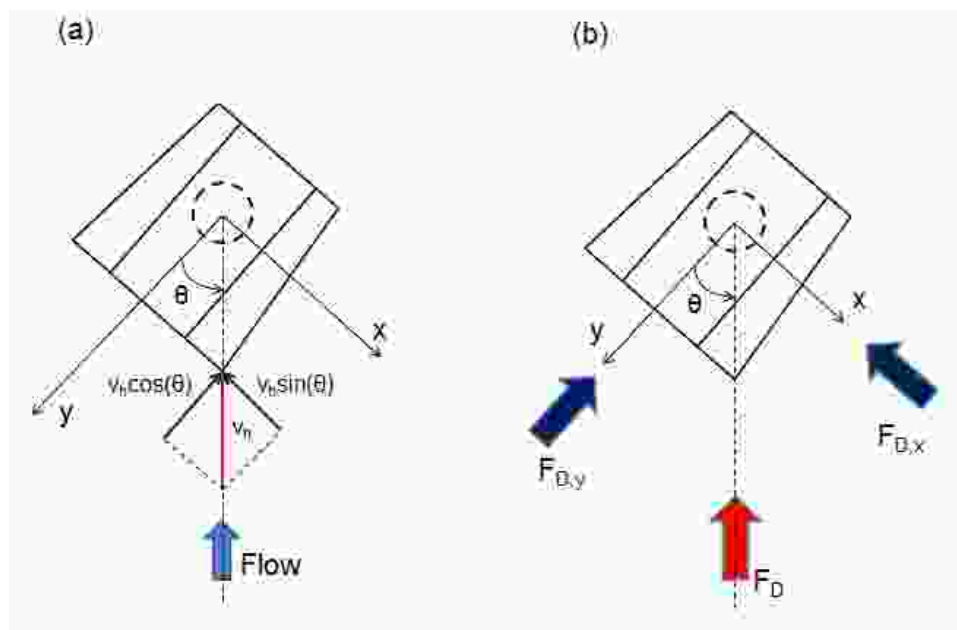 (a)
(b)
θ
x
y
v_h cos(θ)
v_h sin(θ)
v_h
Flow
θ
x
y
F_D,y
F_D,x
F_D